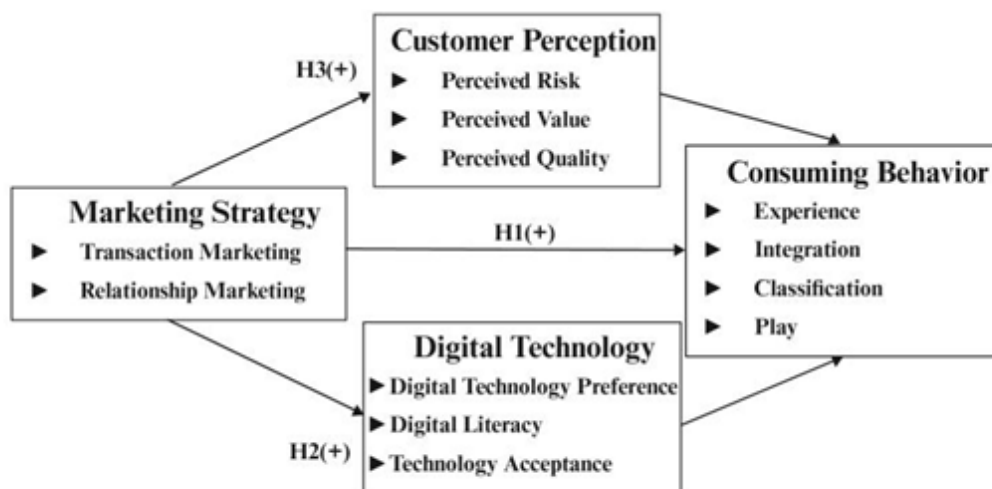 Customer Perception
► Perceived Risk
► Perceived Value
► Perceived Quality
H3(+)
Marketing Strategy
► Transaction Marketing
► Relationship Marketing
H1(+)
Consuming Behavior
► Experience
► Integration
► Classification
► Play
Digital Technology
► Digital Technology Preference
► Digital Literacy
► Technology Acceptance
H2(+)